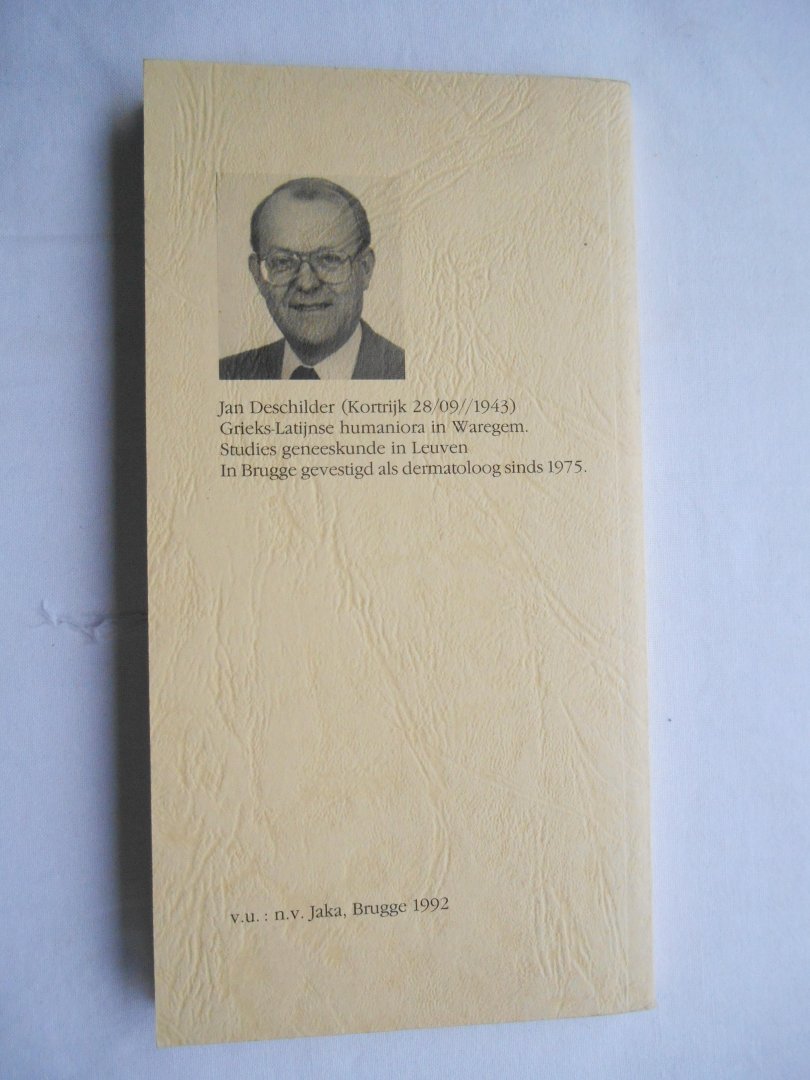 Jan Deschilder (Kortrijk 28/09//1943)
Grieks-Latijnse humaniora in Waregem.
Studies geneeskunde in Leuven
In Brugge gevestigd als dermatoloog sinds 1975.
v.u. : n.v. Jaka, Brugge 1992